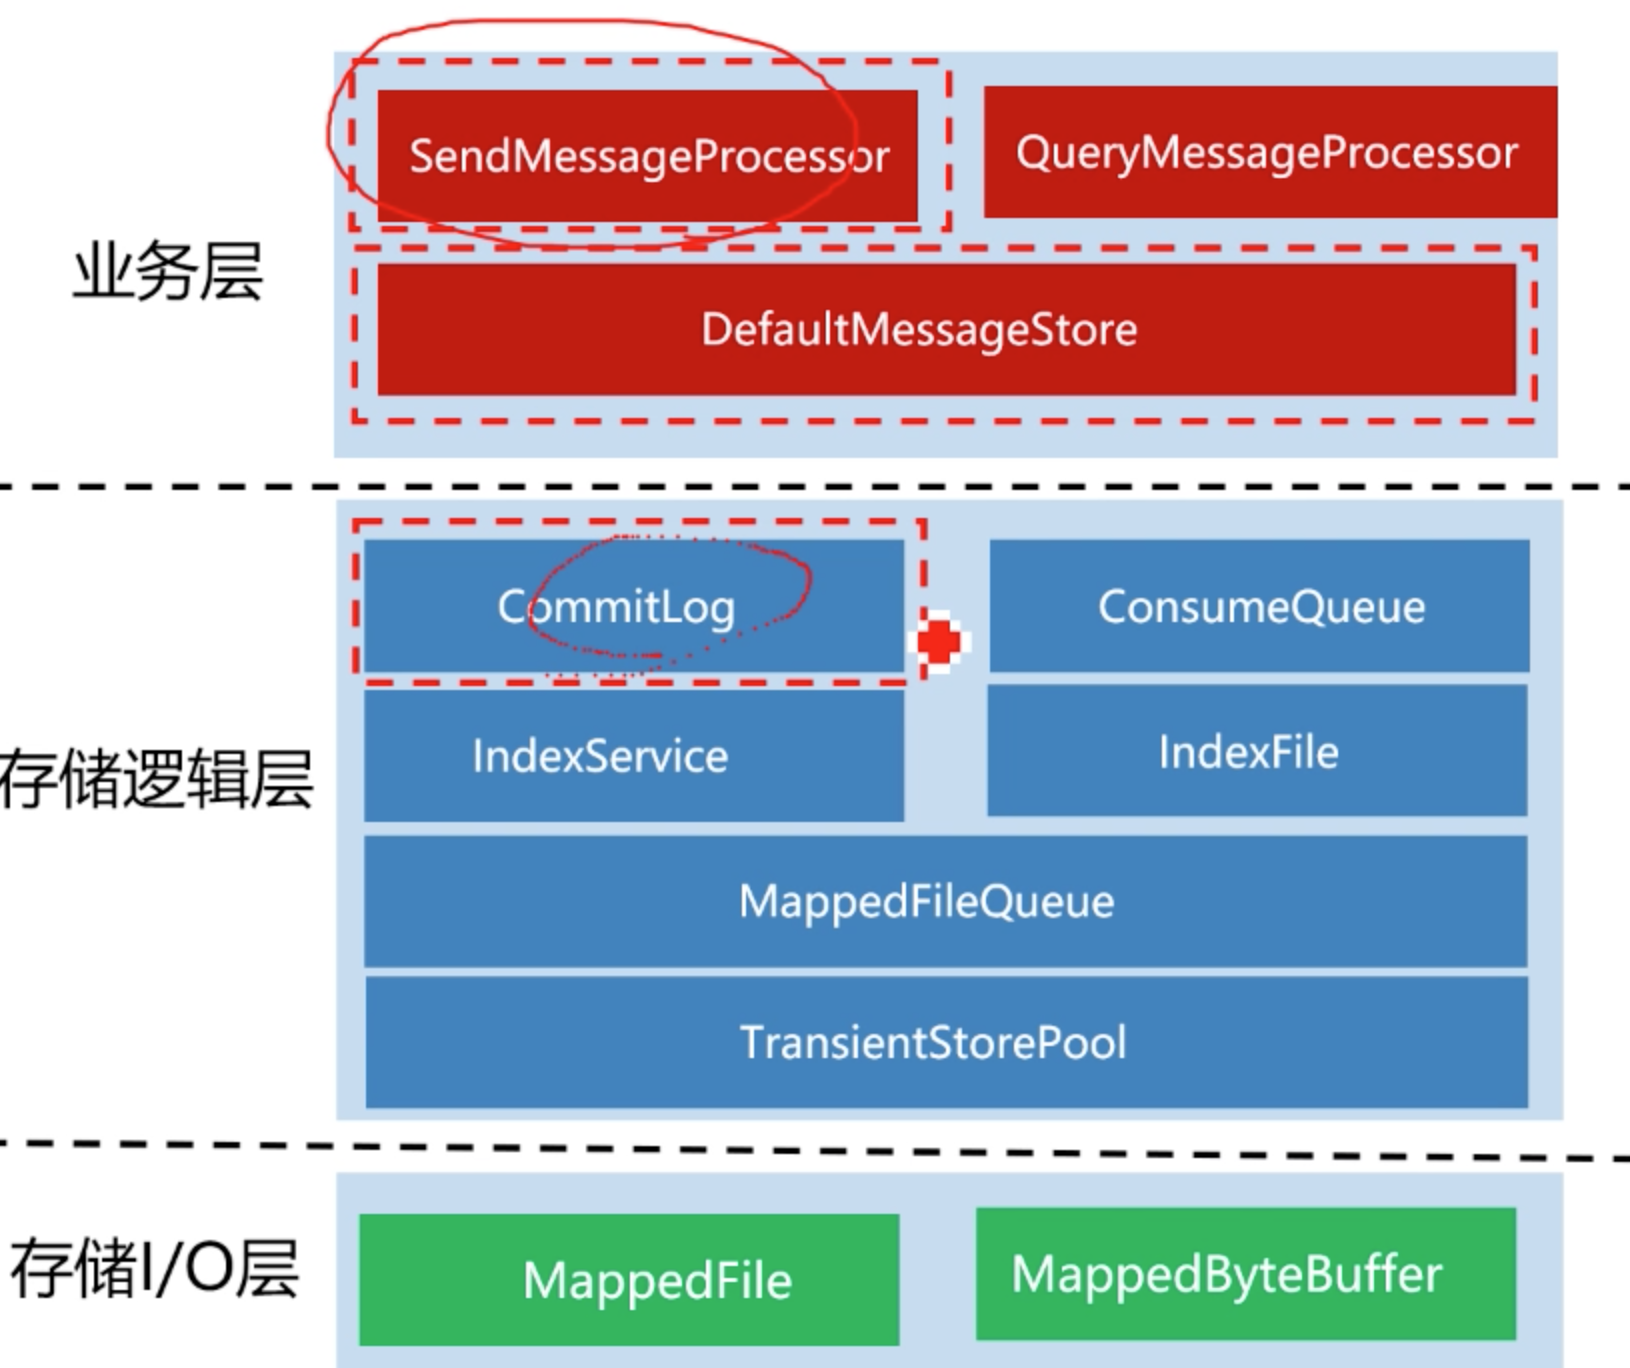 业务层
SendMessageProcessor
QueryMessageProcessor
DefaultMessageStore
存储逻辑层
CommitLog
ConsumeQueue
IndexService
IndexFile
MappedFileQueue
TransientStorePool
存储I/O层
MappedFile
MappedByteBuffer